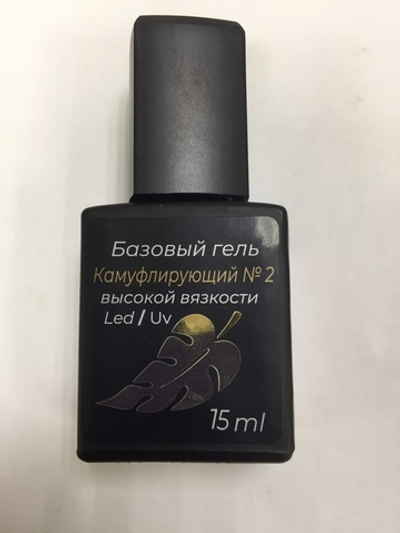 Базовый гель
Камуфлирующий № 2
высокой вязкости
Led / Uv
15 ml